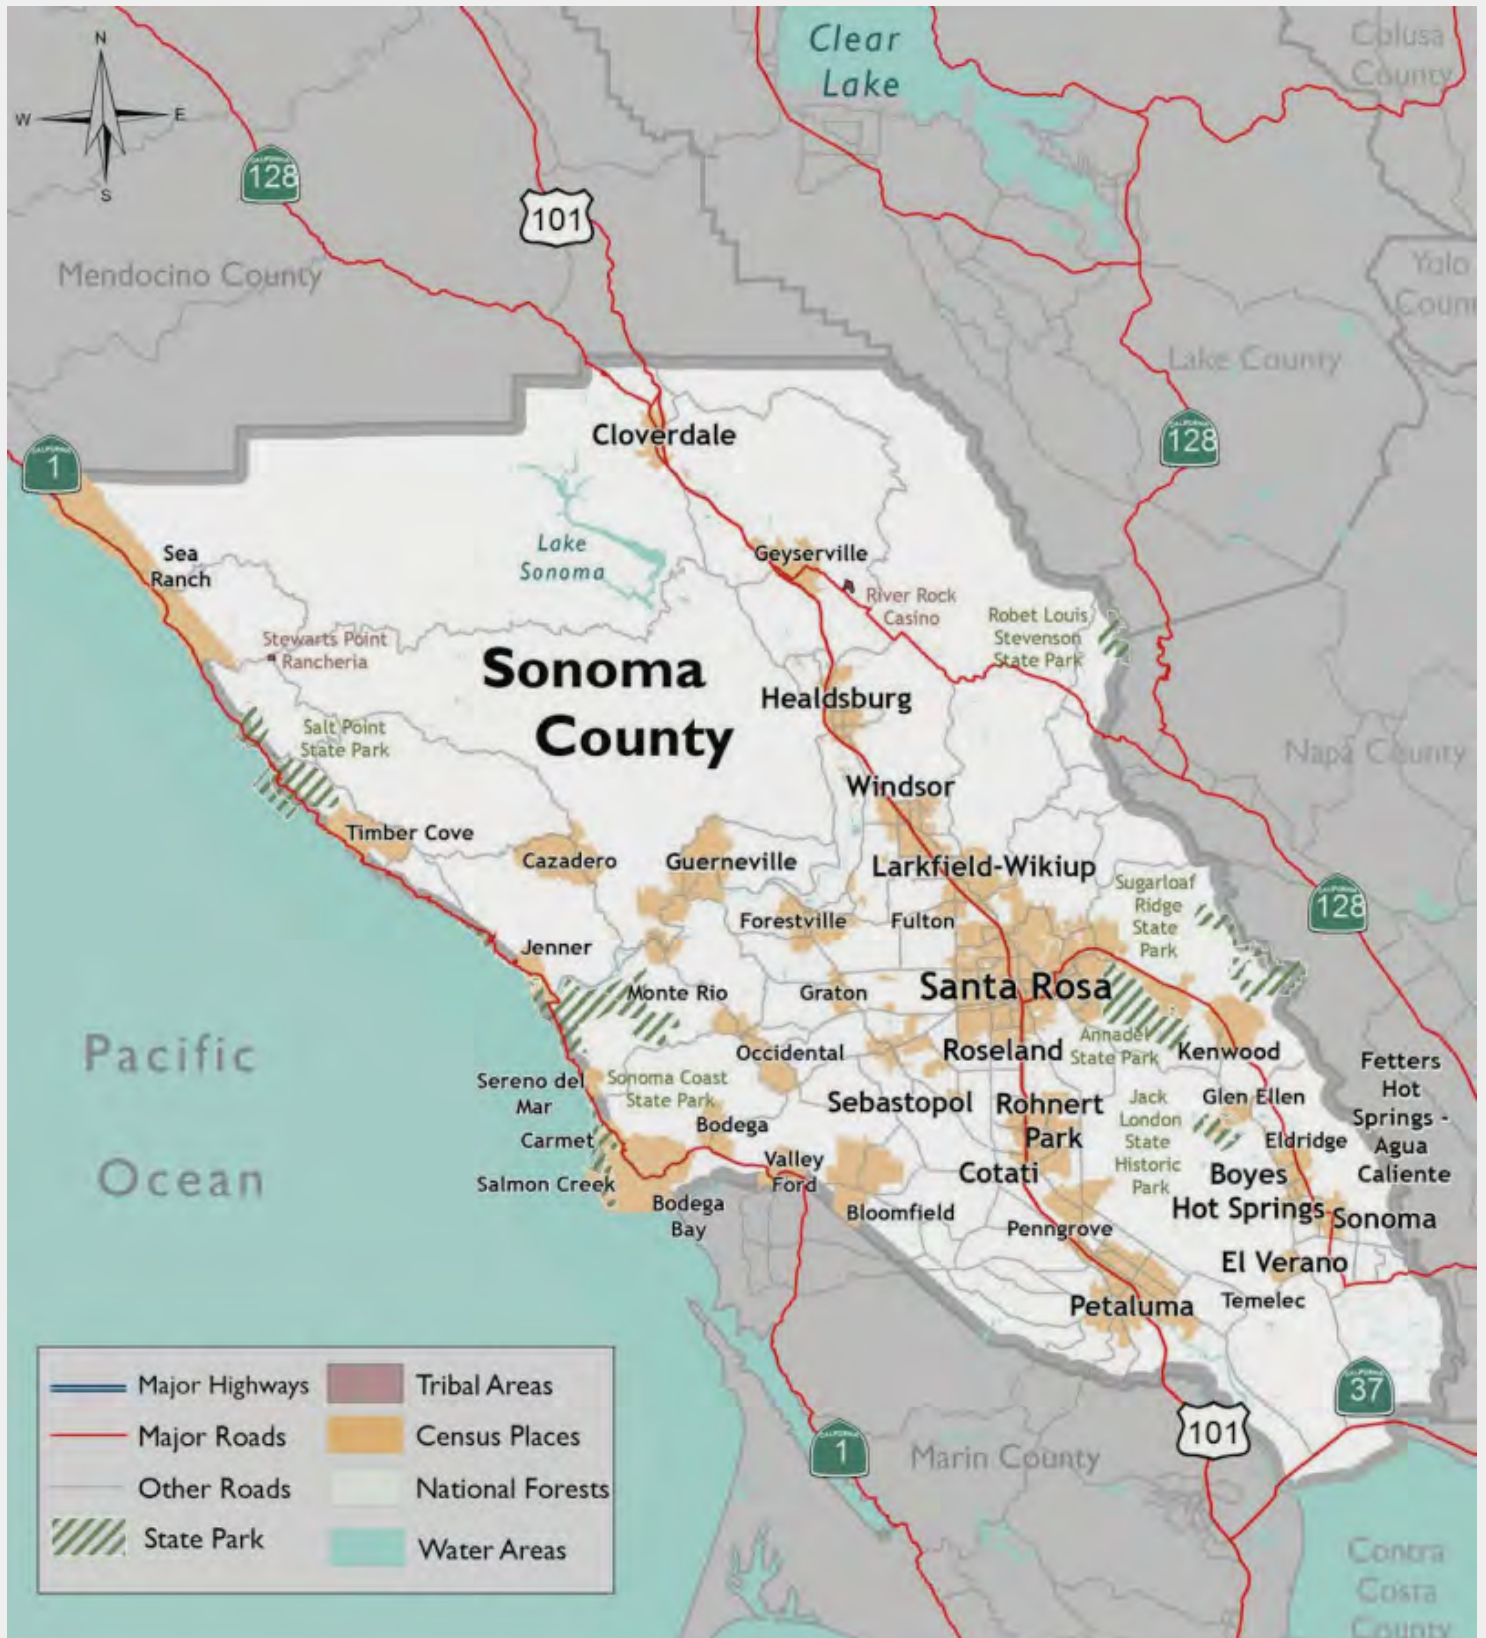 Clear
Lake
Colusa
County
N
W
E
S
CALIFORNIA
128
101
Mendocino County
Yolo
Coun
Lake County
CALIFORNIA
128
CALIFORNIA
1
Cloverdale
Lake
Sonoma
Sea
Ranch
Geyserville
River Rock
Casino
Robet Louis
Stevenson
State Park
Stewarts Point
Rancheria
Sonoma
County
Healdsburg
Salt Point
State Park
Napa County
Windsor
Timber Cove
Cazadero
Guerneville
Larkfield-Wikiup
Sugarloaf
Ridge
State
Park
CALIFORNIA
128
Forestville
Fulton
Jenner
Monte Rio
Graton
Santa Rosa
Pacific
Ocean
Occidental
Roseland
Annadel
State Park
Kenwood
Fetters
Hot
Springs -
Agua
Caliente
Sereno del
Mar
Sonoma Coast
State Park
Sebastopol
Rohnert
Park
Jack
London
State
Historic
Park
Glen Ellen
Carmet
Bodega
Eldridge
Salmon Creek
Valley
Ford
Cotati
Boyes
Hot Springs
Bodega
Bay
Bloomfield
Penngrove
Sonoma
El Verano
Petaluma
Temelec
CALIFORNIA
37
101
CALIFORNIA
1
Marin County
Contra
Costa
County
Major Highways
Major Roads
Other Roads
State Park
Tribal Areas
Census Places
National Forests
Water Areas